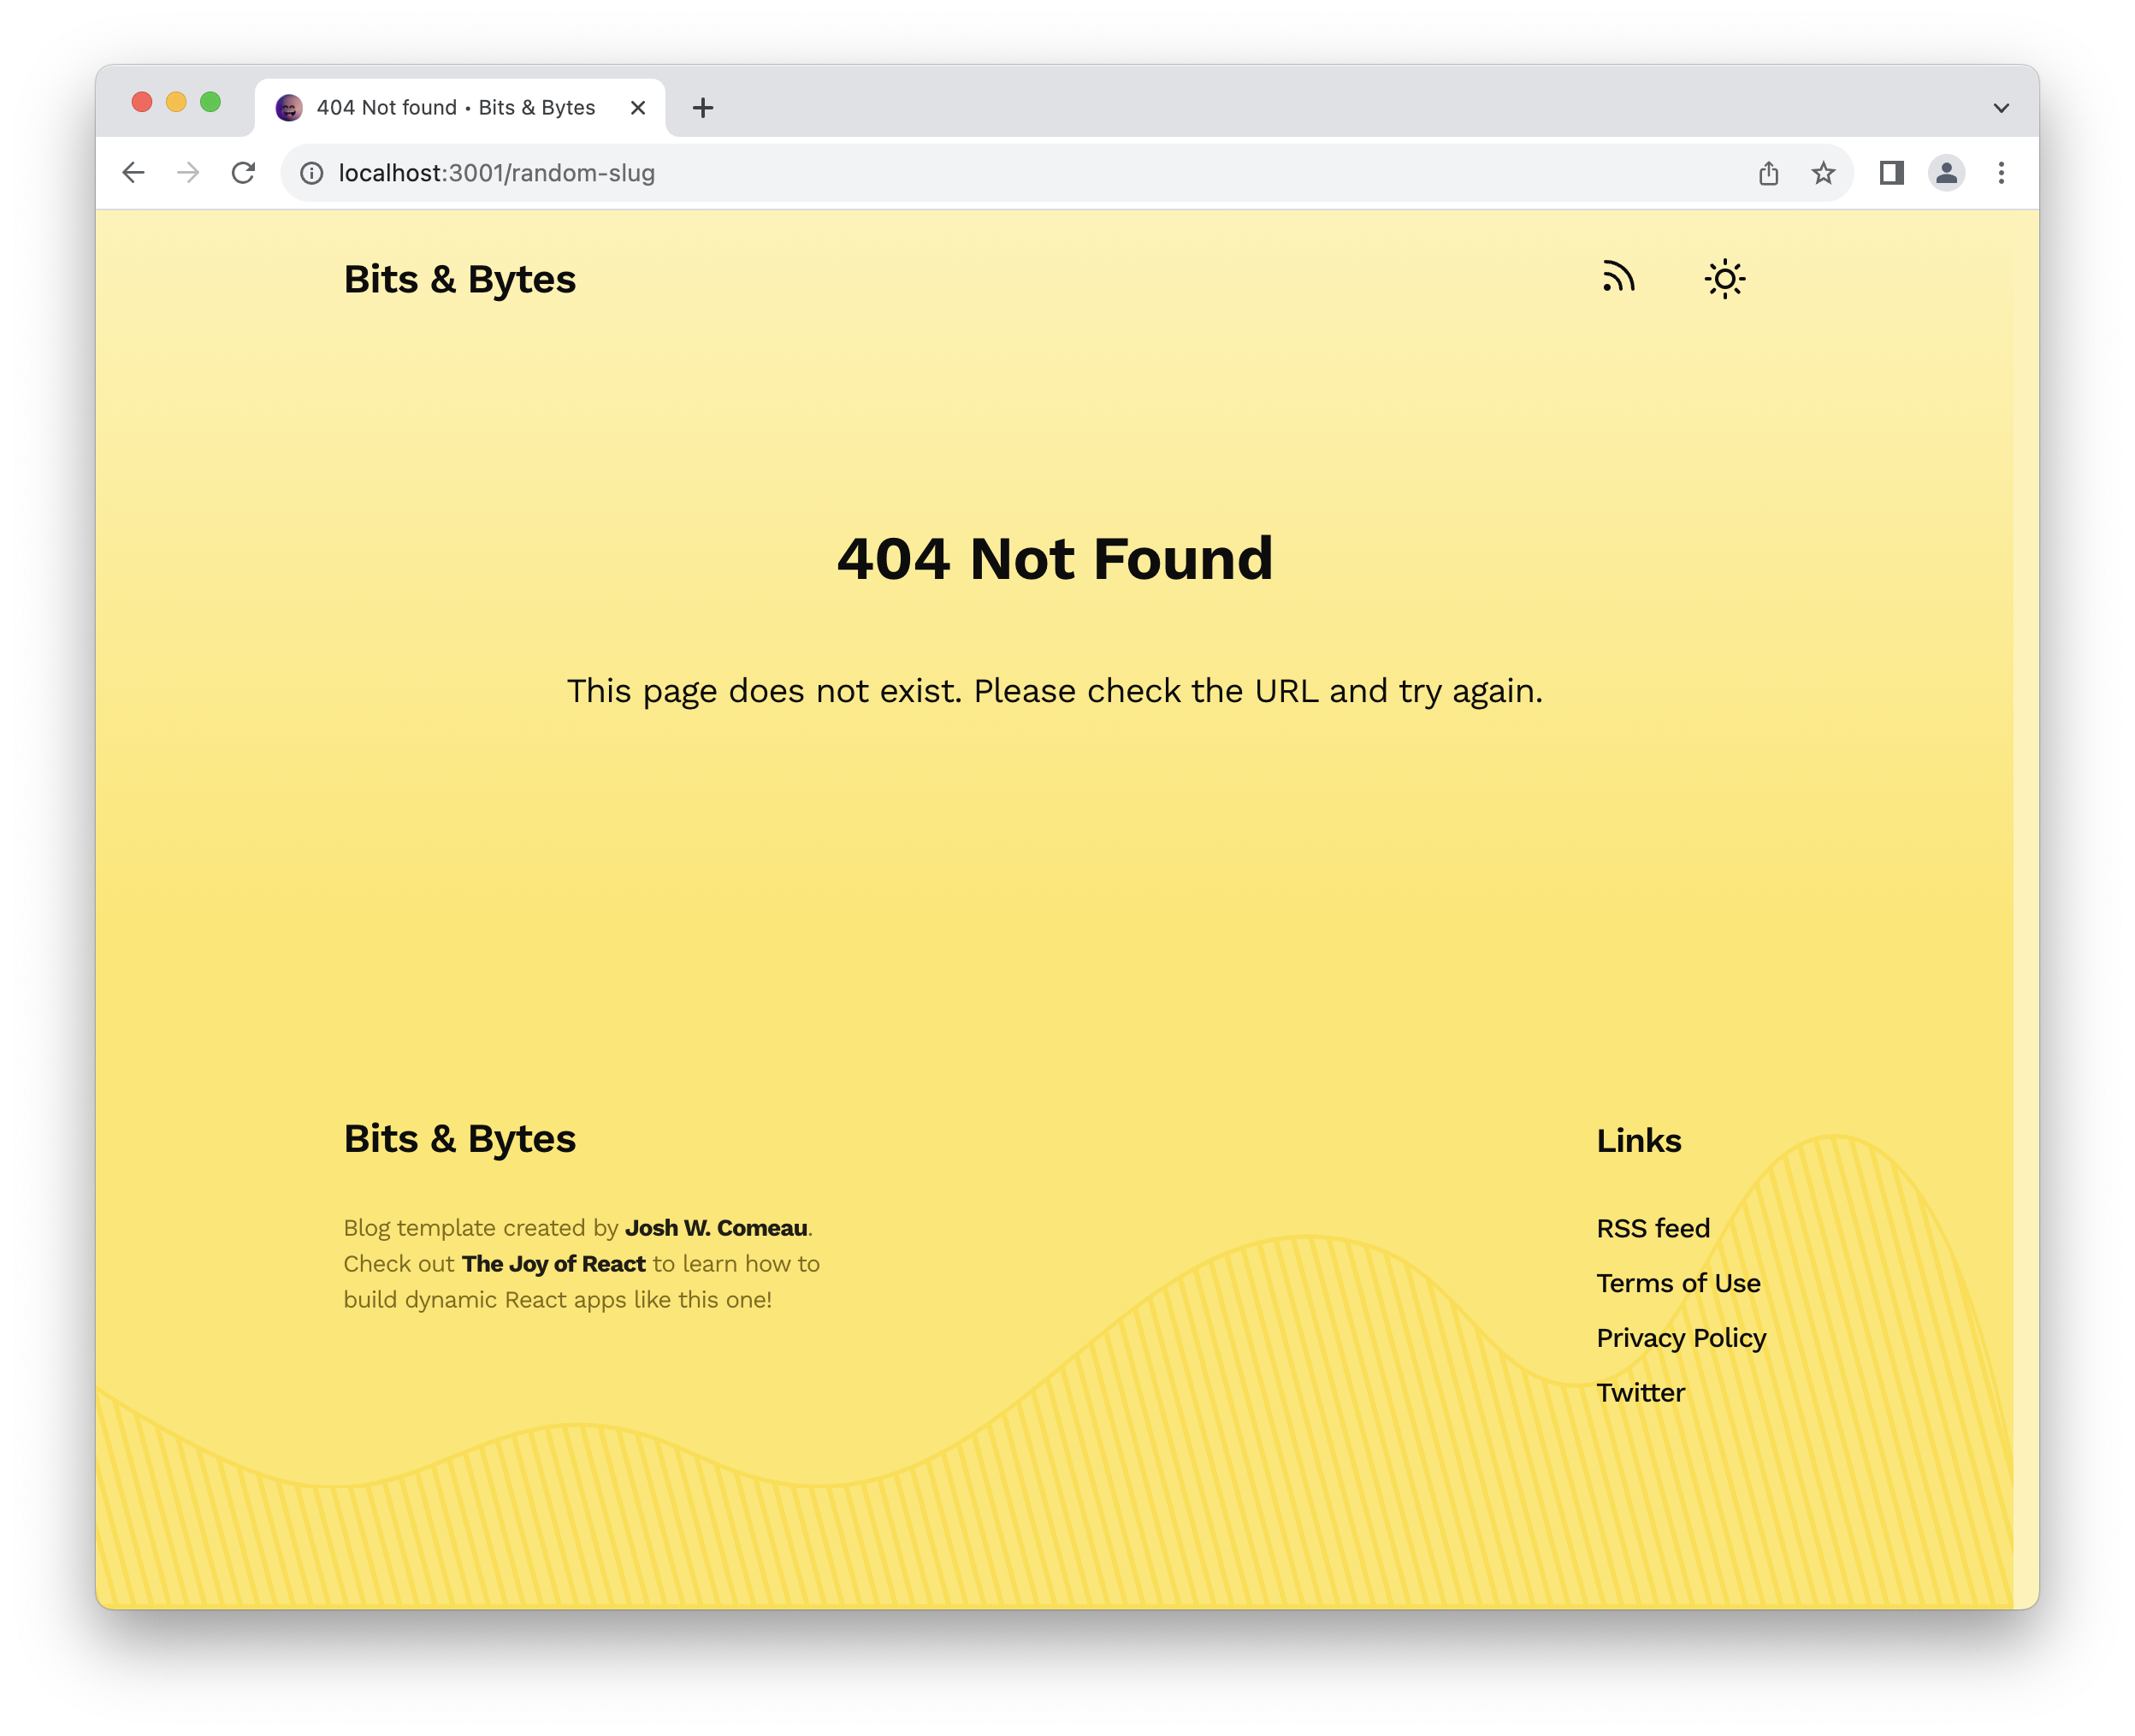 404 Not found • Bits & Bytes
localhost:3001/random-slug
Bits & Bytes
404 Not Found
This page does not exist. Please check the URL and try again.
Bits & Bytes
Blog template created by Josh W. Comeau.
Check out The Joy of React to learn how to
build dynamic React apps like this one!
Links
RSS feed
Terms of Use
Privacy Policy
Twitter